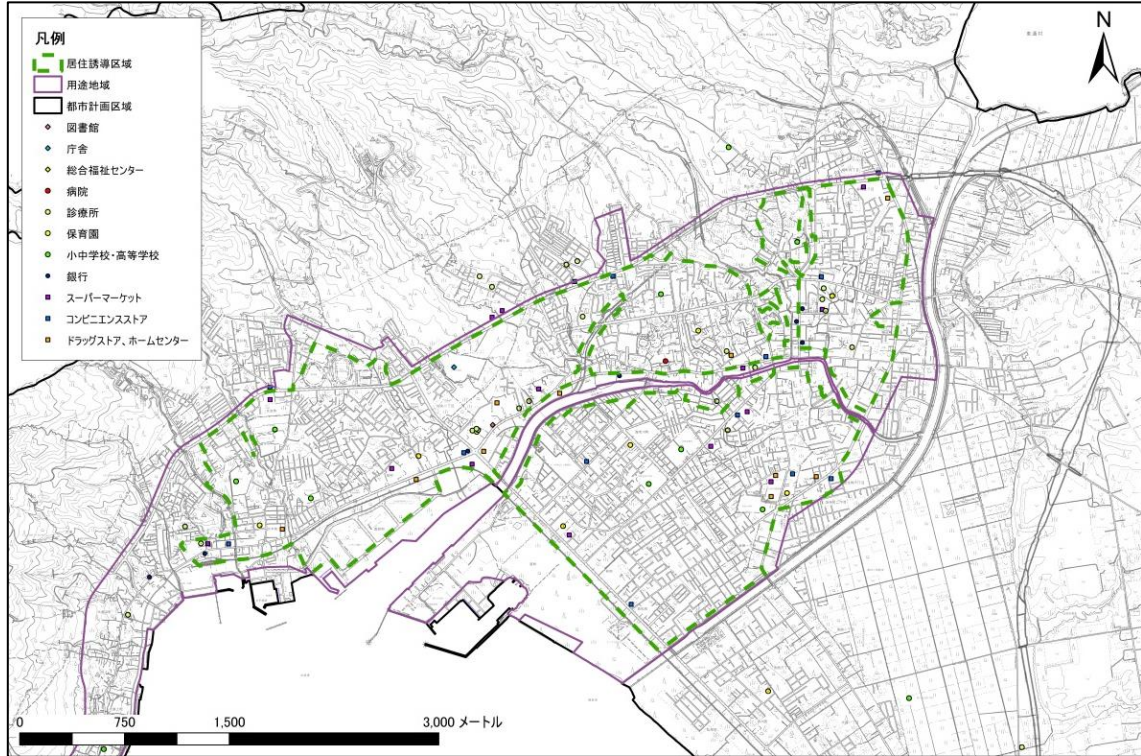 凡例
居住誘導区域
用途地域
都市計画区域
図書館
庁舎
総合福祉センター
病院
診療所
保育園
小中学校・高等学校
銀行
スーパーマーケット
コンビニエンスストア
ドラッグストア、ホームセンター
N
0 750 1,500 3,000 メートル